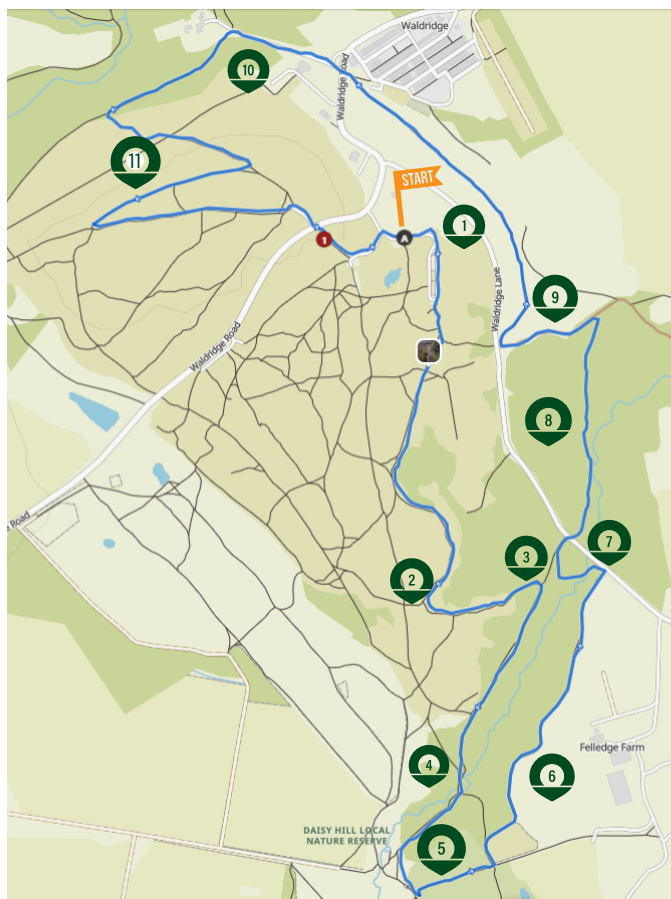 Waldridge
10
Waldridge Road
11
START
1
1
A
9
Waldridge Lane
Waldridge Road
8
e Road
7
3
2
Felledge Farm
4
6
DAISY HILL LOCAL
NATURE RESERVE
5